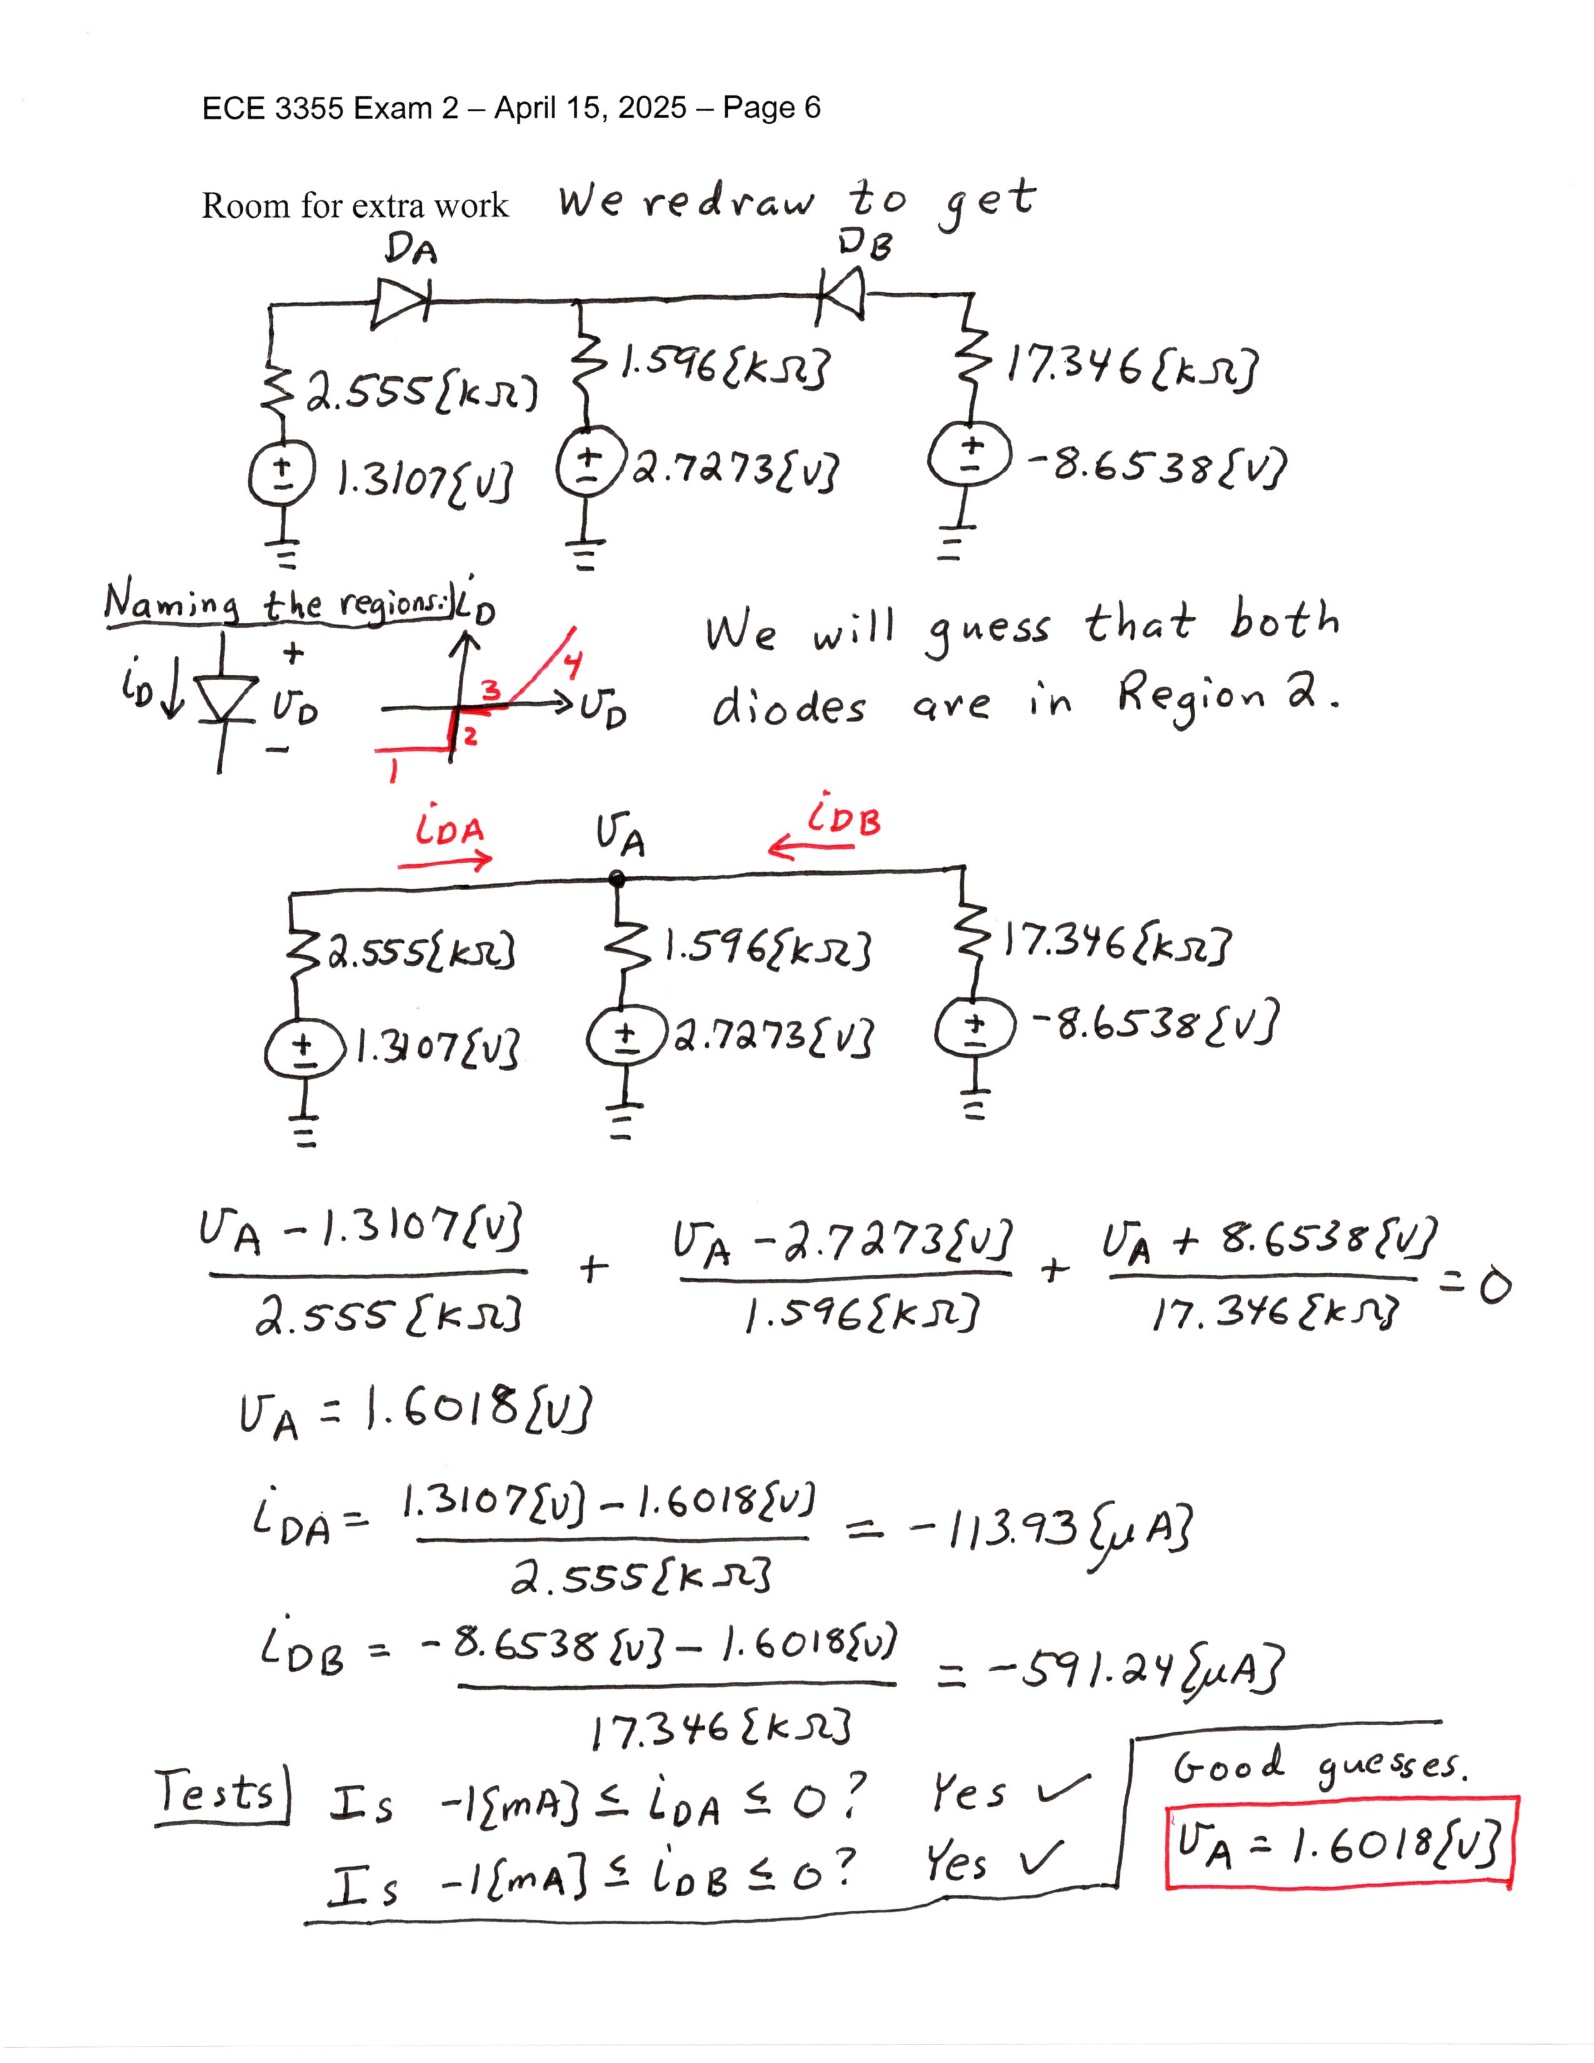 ECE 3355 Exam 2 – April 15, 2025 – Page 6
Room for extra work We redraw to get
DA DB
2.555{kΩ} 1.596{kΩ} 17.346{kΩ}
+ − 1.3107{V} + − 2.7273{V} + − -8.6538{V}
Naming the regions: iD
iD + vD −
1 2 3 4 vD
We will guess that both
diodes are in Region 2.
iDA vA iDB
2.555{kΩ} 1.596{kΩ} 17.346{kΩ}
+ − 1.3107{V} + − 2.7273{V} + − -8.6538{V}
vA - 1.3107{V} / 2.555{kΩ} + vA - 2.7273{V} / 1.596{kΩ} + vA + 8.6538{V} / 17.346{kΩ} = 0
vA = 1.6018{V}
iDA = 1.3107{V} - 1.6018{V} / 2.555{kΩ} = -113.93{μA}
iDB = -8.6538{V} - 1.6018{V} / 17.346{kΩ} = -591.24{μA}
Tests Is -1{mA} ≤ iDA ≤ 0? Yes ✓
Is -1{mA} ≤ iDB ≤ 0? Yes ✓
Good guesses.
vA = 1.6018{V}